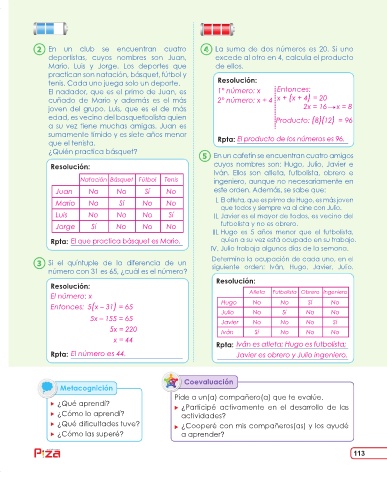 2 En un club se encuentran cuatro
deportistas, cuyos nombres son Juan,
Mario, Luis y Jorge. Los deportes que
practican son natación, básquet, fútbol y
tenis. Cada uno juega solo un deporte.
El nadador, que es el primo de Juan, es
cuñado de Mario y además es el más
joven del grupo. Luis, que es el de más
edad, es vecino del basquetbolista quien
a su vez tiene muchas amigas. Juan es
sumamente tímido y es siete años menor
que el tenista.
¿Quién practica básquet?
Resolución:
Natación Básquet Fútbol Tenis
Juan No No Sí No
Mario No Sí No No
Luis No No No Sí
Jorge Sí No No No
Rpta: El que practica básquet es Mario.
3 Si el quíntuple de la diferencia de un
número con 31 es 65, ¿cuál es el número?
Resolución:
El número: x
Entonces: 5(x – 31) = 65
5x – 155 = 65
5x = 220
x = 44
Rpta: El número es 44.
4 La suma de dos números es 20. Si uno
excede al otro en 4, calcula el producto
de ellos.
Resolución:
1° número: x
2° número: x + 4
Entonces:
x + (x + 4) = 20
2x = 16 → x = 8
Producto: (8)(12) = 96
Rpta: El producto de los números es 96.
5 En un cafetín se encuentran cuatro amigos
cuyos nombres son: Hugo, Julio, Javier e
Iván. Ellos son atleta, futbolista, obrero e
ingeniero, aunque no necesariamente en
este orden. Además, se sabe que:
I. El atleta, que es primo de Hugo, es más joven
que todos y siempre va al cine con Julio.
II. Javier es el mayor de todos, es vecino del
futbolista y no es obrero.
III. Hugo es 5 años menor que el futbolista,
quien a su vez está ocupado en su trabajo.
IV. Julio trabaja algunos días de la semana.
Determina la ocupación de cada uno, en el
siguiente orden: Iván, Hugo, Javier, Julio.
Resolución:
Atleta Futbolista Obrero Ingeniero
Hugo No No Sí No
Julio No Sí No No
Javier No No No Sí
Iván Sí No No No
Rpta: Iván es atleta; Hugo es futbolista;
Javier es obrero y Julio ingeniero.
Metacognición
¿Qué aprendí?
¿Cómo lo aprendí?
¿Qué dificultades tuve?
¿Cómo las superé?
Coevaluación
Pide a un(a) compañero(a) que te evalúe.
¿Participé activamente en el desarrollo de las
actividades?
¿Cooperé con mis compañeros(as) y los ayudé
a aprender?
Piza
113